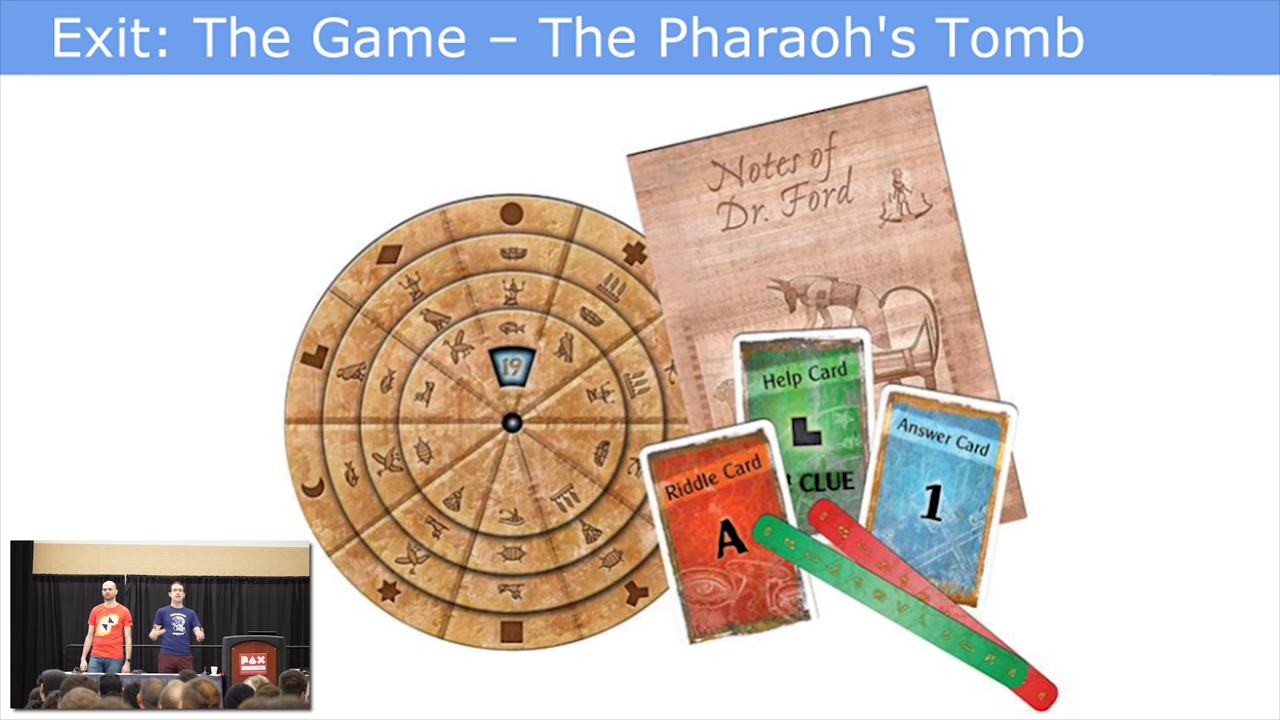 Exit: The Game – The Pharaoh's Tomb
Notes of
Dr. Ford
19
Help Card
CLUE
Answer Card
1
Riddle Card
A
PAX